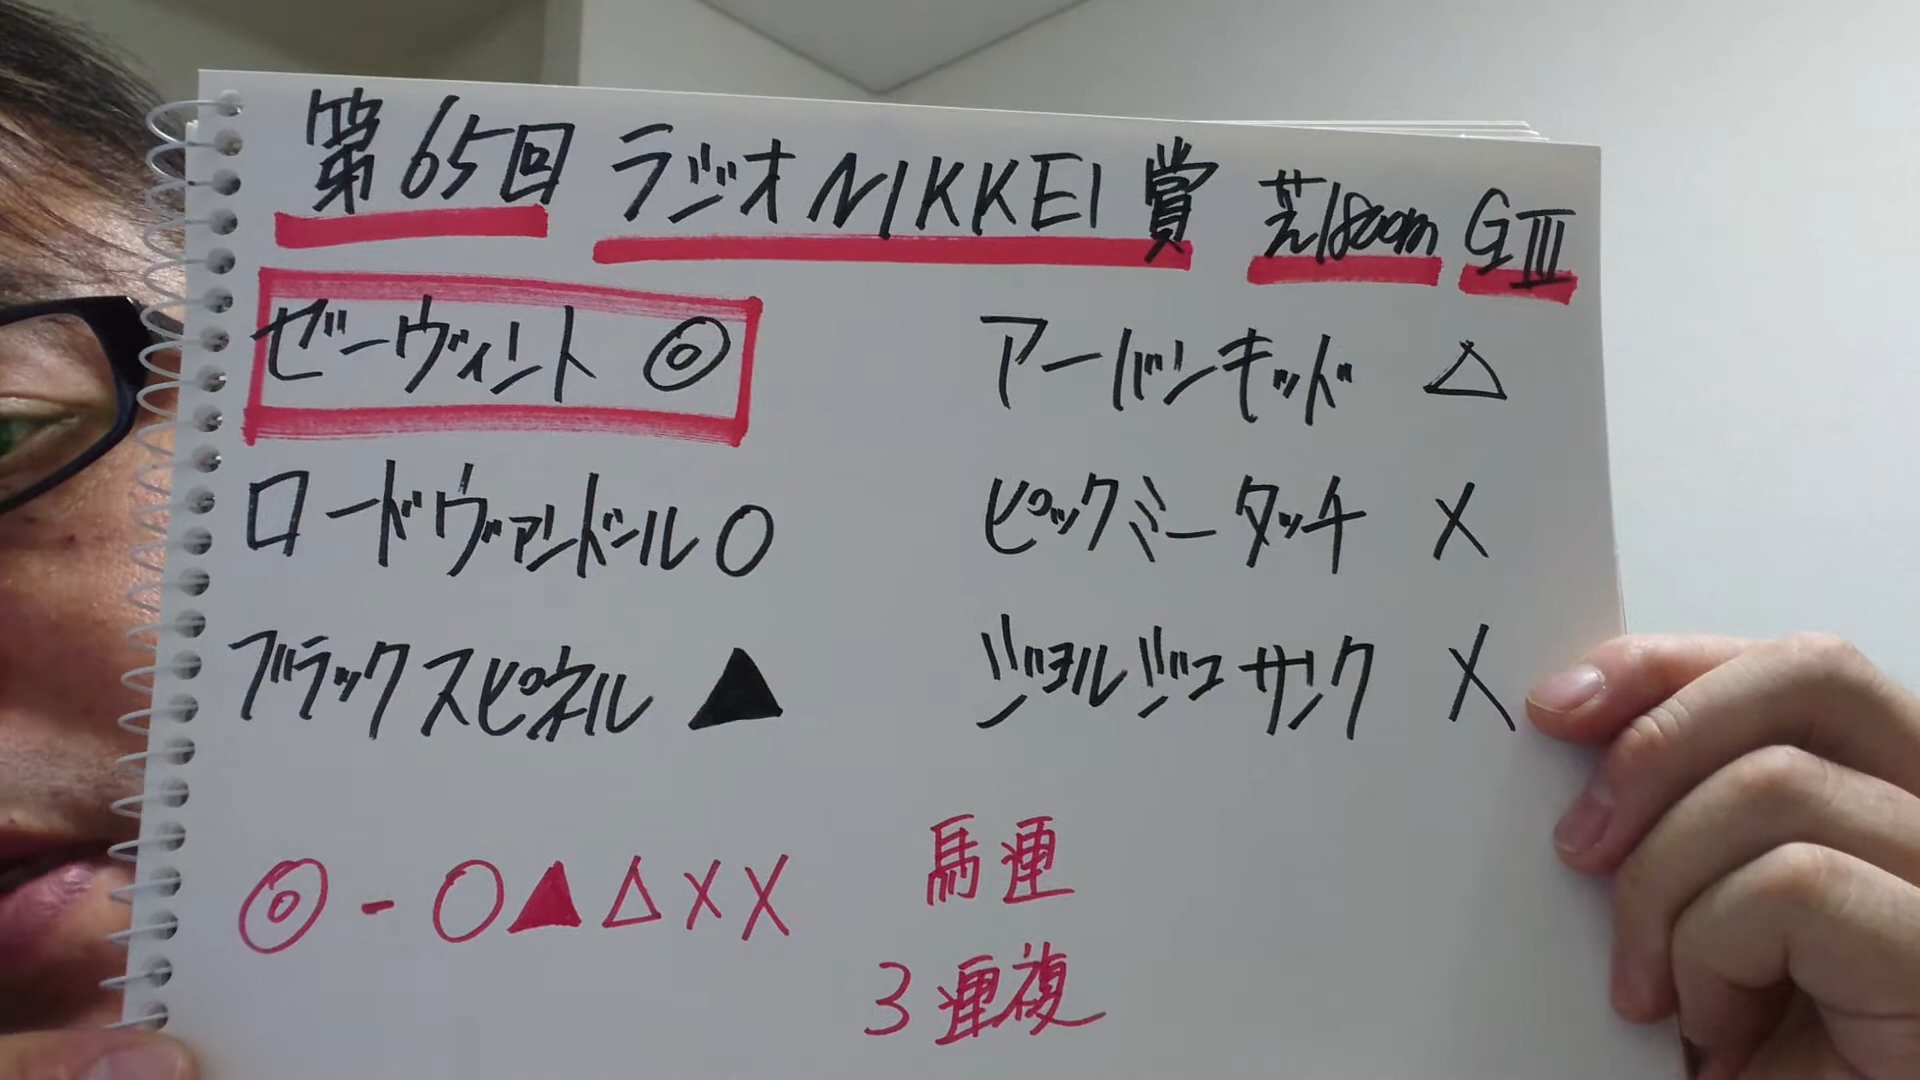 第65回 ラジオNIKKEI賞 芝1800m GⅢ
ゼーヴィント ◎
ロードヴァンドール ○
ブラックスピネル ▲
アーバンキッド △
ピックミータッチ ×
ジョルジュサンク ×
◎-○▲△××
馬連
3連複